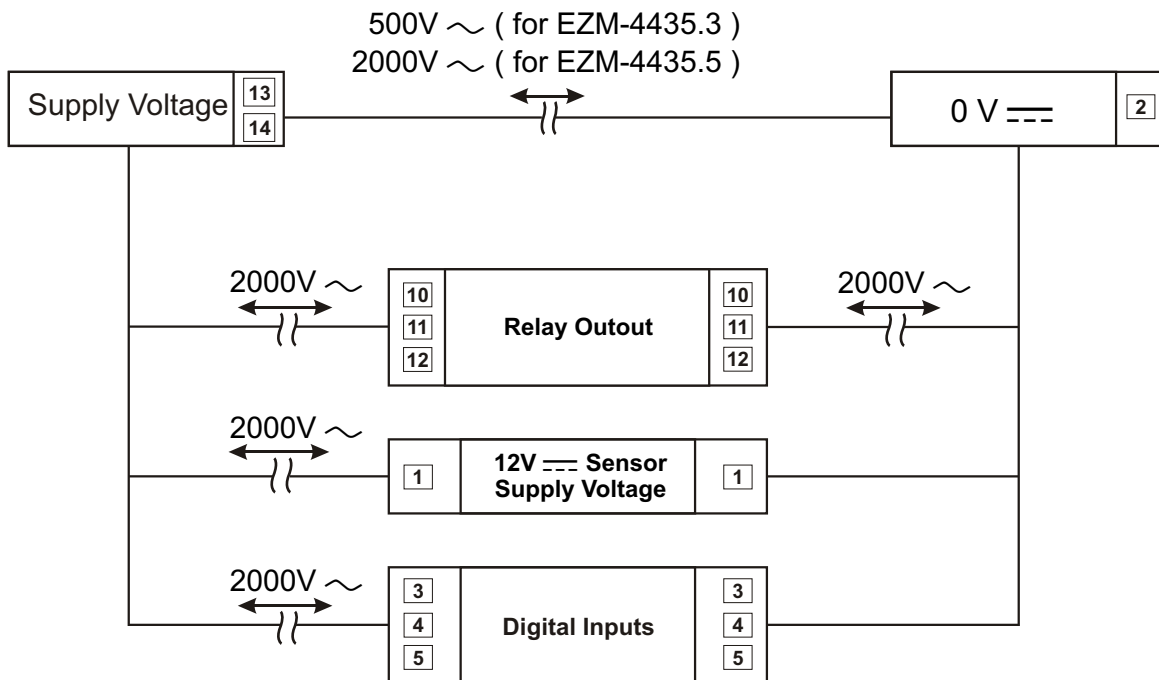 500V ～ ( for EZM-4435.3 )
2000V ～ ( for EZM-4435.5 )
Supply Voltage
13
14
0 V ⎓
2
2000V ～
2000V ～
10
11
12
Relay Outout
10
11
12
2000V ～
1
12V ⎓ Sensor
Supply Voltage
1
2000V ～
3
4
5
Digital Inputs
3
4
5